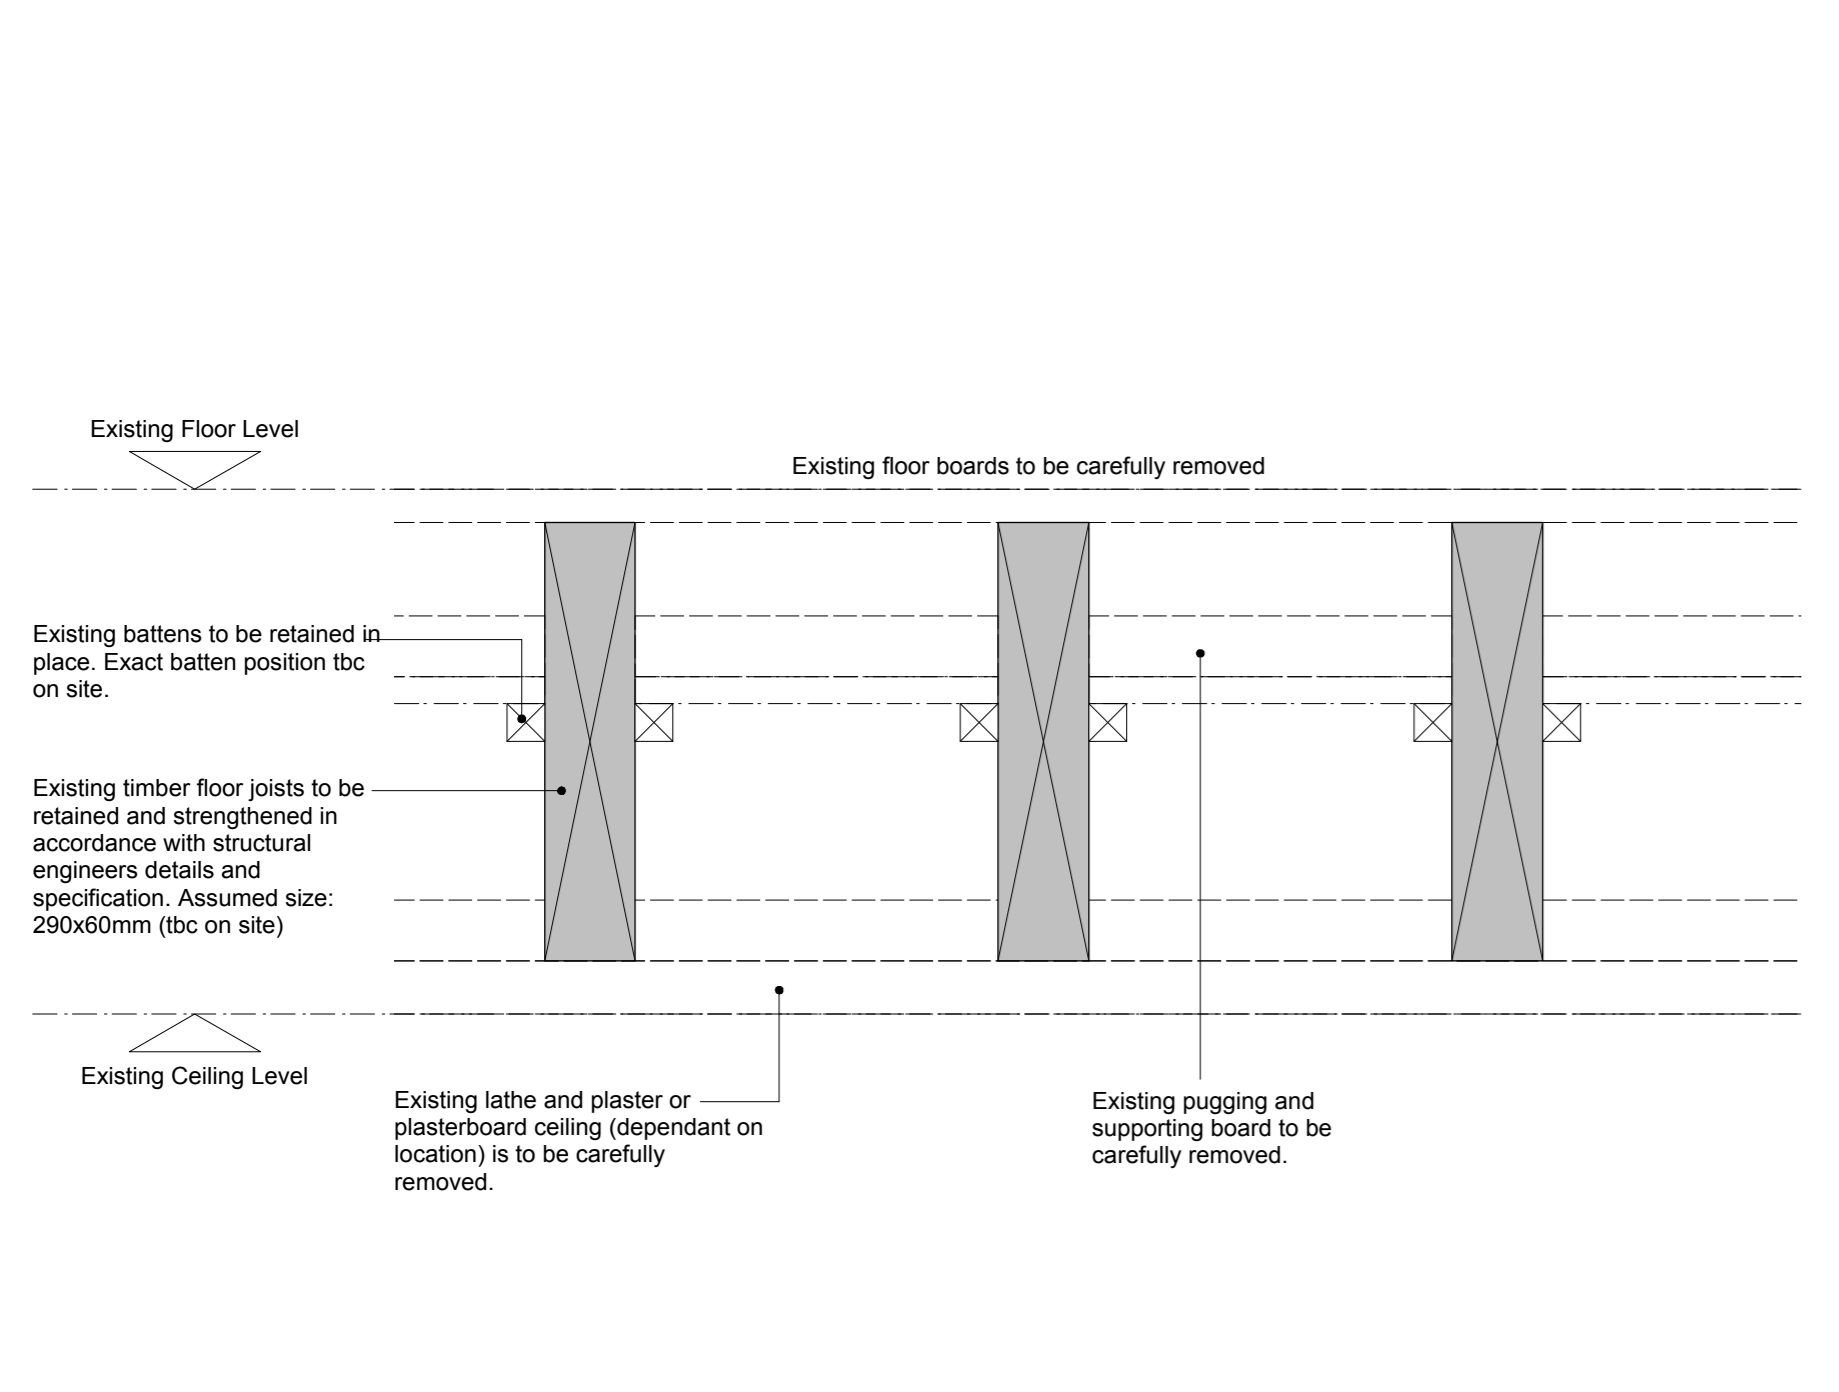 Existing Floor Level
Existing floor boards to be carefully removed
Existing battens to be retained in
place. Exact batten position tbc
on site.
Existing timber floor joists to be
retained and strengthened in
accordance with structural
engineers details and
specification. Assumed size:
290x60mm (tbc on site)
Existing Ceiling Level
Existing lathe and plaster or
plasterboard ceiling (dependant on
location) is to be carefully
removed.
Existing pugging and
supporting board to be
carefully removed.